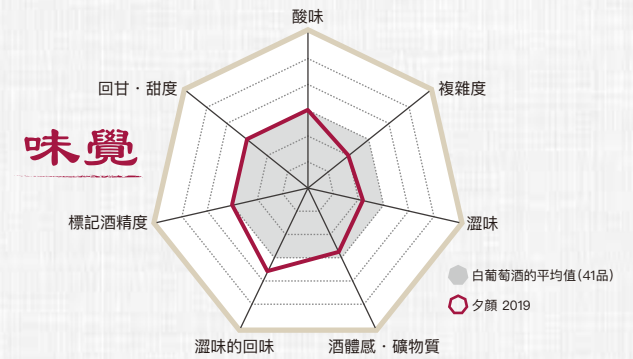 酸味
回甘・甜度
複雜度
味覺
標記酒精度
澀味
白葡萄酒的平均值(41品)
夕顏 2019
澀味的回味
酒體感・礦物質